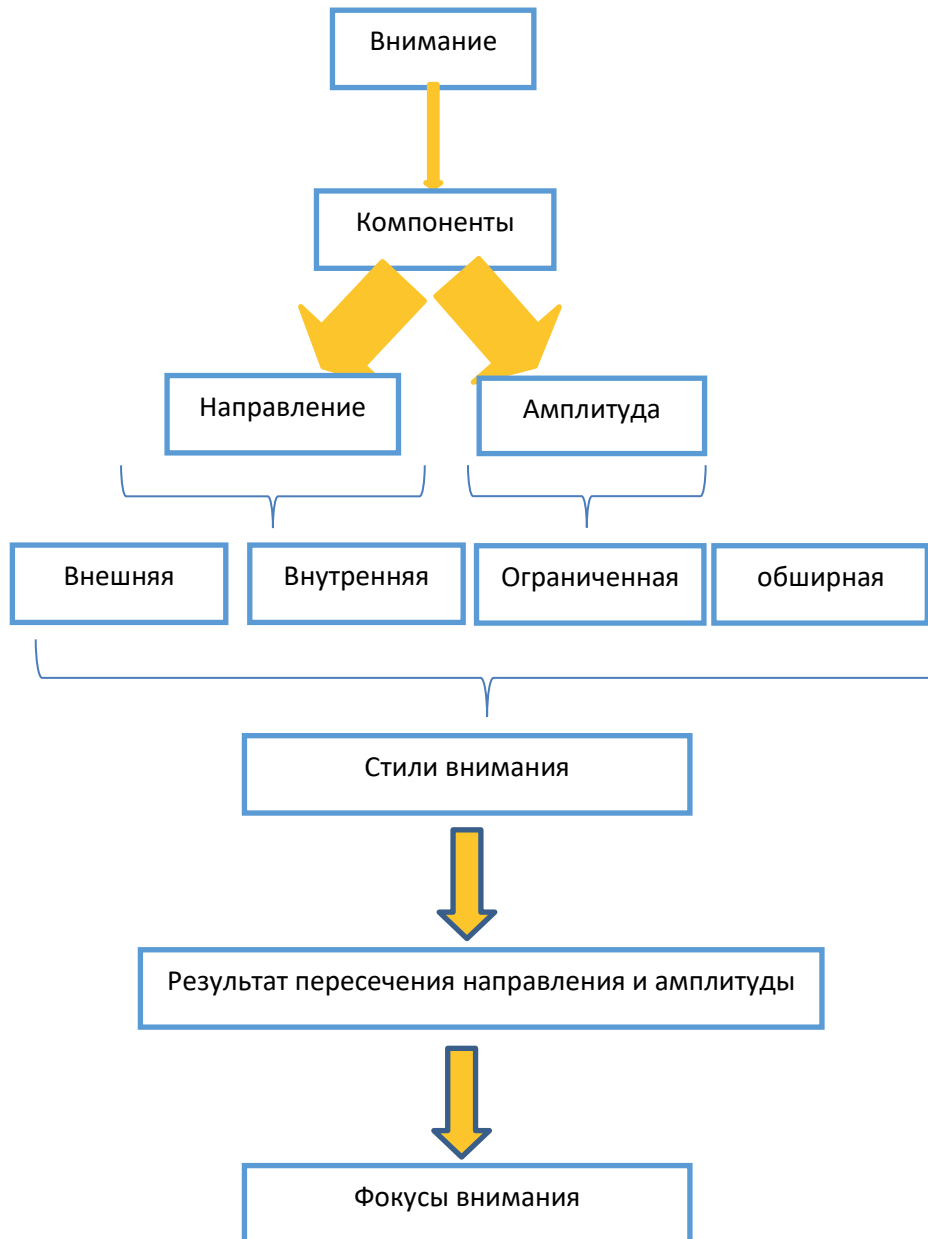 Внимание
Компоненты
Направление
Амплитуда
Внешняя
Внутренняя
Ограниченная
обширная
Стили внимания
Результат пересечения направления и амплитуды
Фокусы внимания